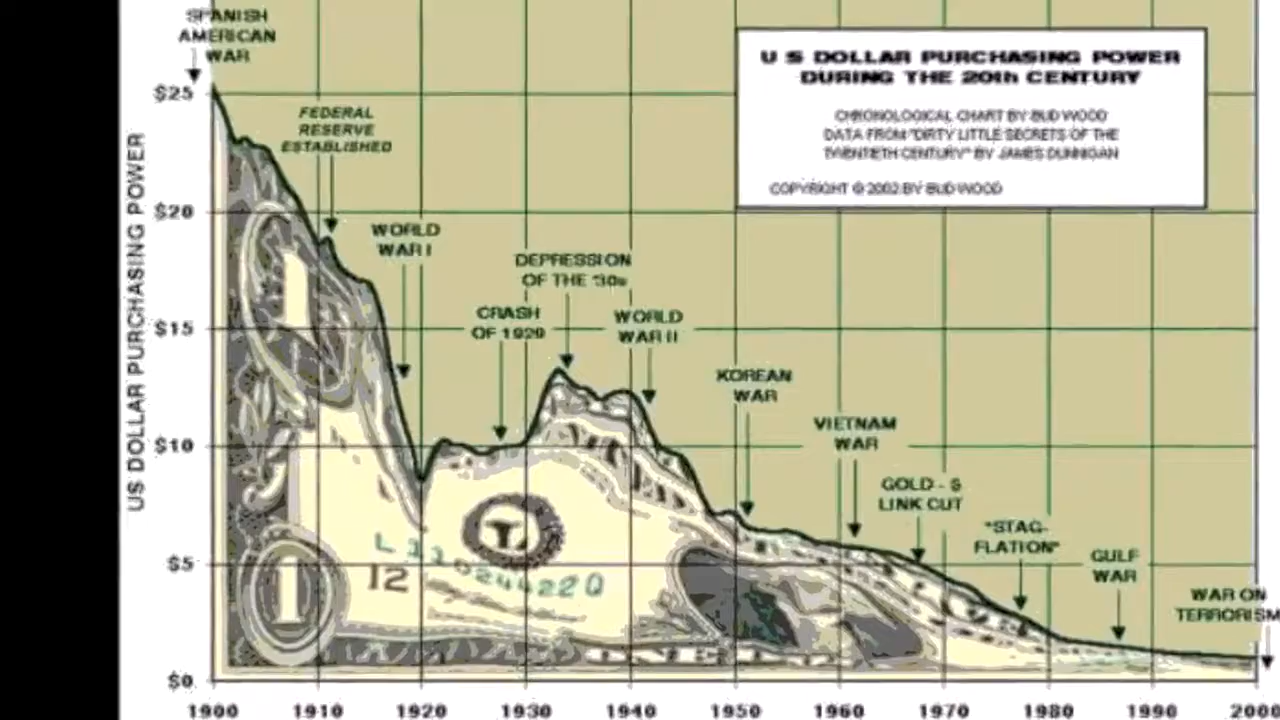 SPANISH
AMERICAN
WAR
U S DOLLAR PURCHASING POWER
DURING THE 20th CENTURY
CHRONOLOGICAL CHART BY BUD WOOD
DATA FROM "DIRTY LITTLE SECRETS OF THE
TWENTIETH CENTURY" BY JAMES DUNNIGAN
COPYRIGHT © 2002 BY BUD WOOD
US DOLLAR PURCHASING POWER
$25
$20
$15
$10
$5
$0
FEDERAL
RESERVE
ESTABLISHED
WORLD
WAR I
CRASH
OF 1929
DEPRESSION
OF THE '30s
WORLD
WAR II
KOREAN
WAR
VIETNAM
WAR
GOLD - $
LINK CUT
"STAG-
FLATION"
GULF
WAR
WAR ON
TERRORISM
1
1
12
1900 1910 1920 1930 1940 1950 1960 1970 1980 1990 2000